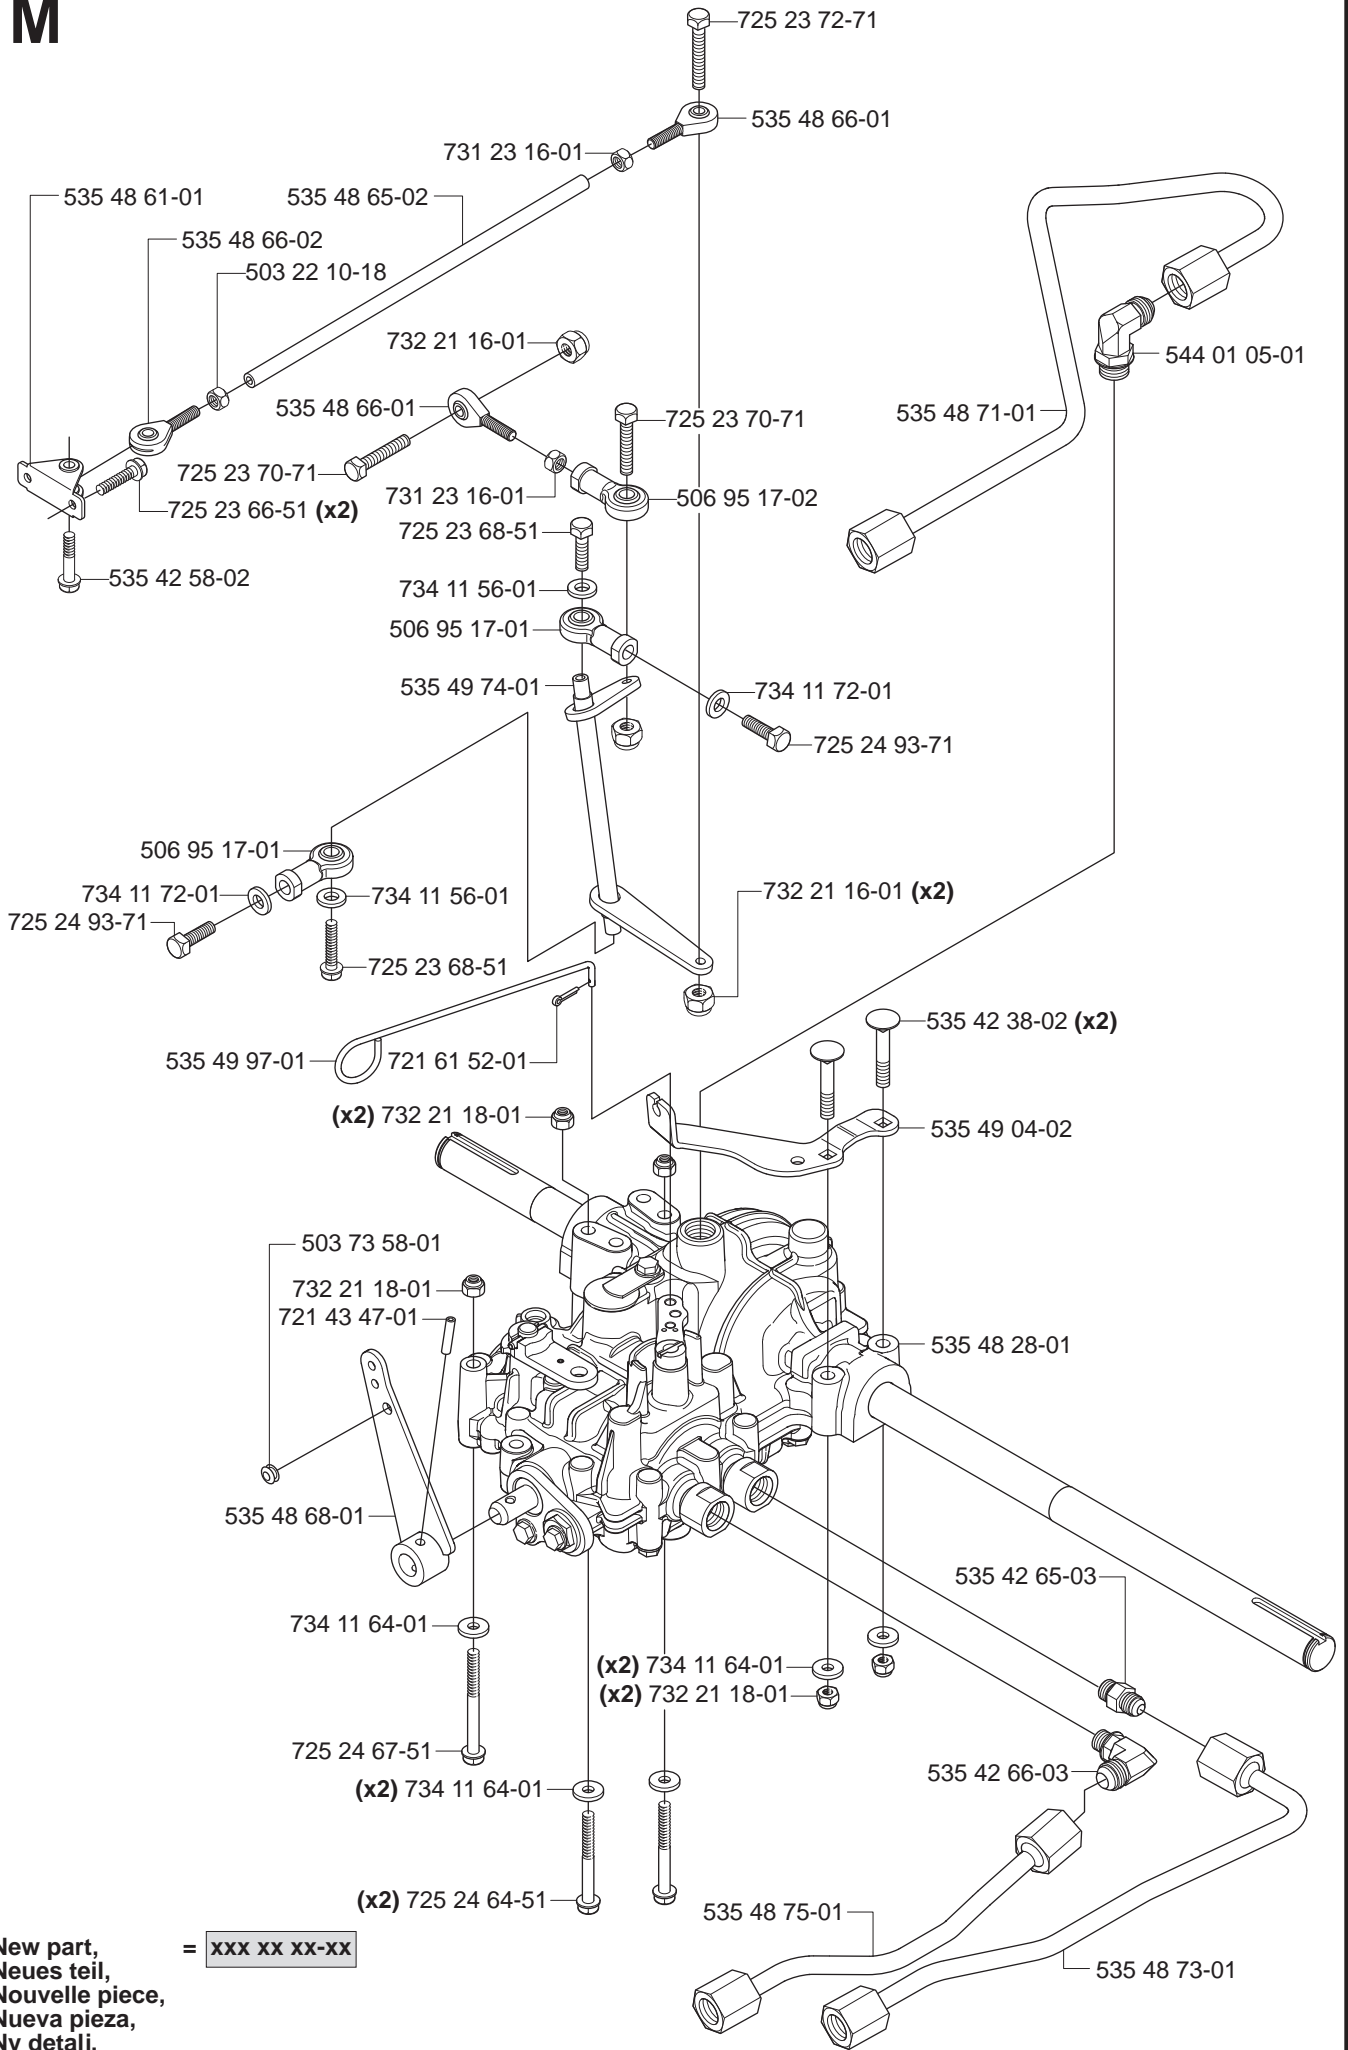 M
725 23 72-71
535 48 66-01
731 23 16-01
535 48 61-01
535 48 65-02
535 48 66-02
503 22 10-18
732 21 16-01
544 01 05-01
535 48 66-01
535 48 71-01
725 23 70-71
725 23 70-71
731 23 16-01
506 95 17-02
725 23 66-51 (x2)
725 23 68-51
535 42 58-02
734 11 56-01
506 95 17-01
535 49 74-01
734 11 72-01
725 24 93-71
506 95 17-01
734 11 72-01
734 11 56-01
732 21 16-01 (x2)
725 24 93-71
725 23 68-51
535 42 38-02 (x2)
535 49 97-01
721 61 52-01
(x2) 732 21 18-01
535 49 04-02
503 73 58-01
732 21 18-01
721 43 47-01
535 48 28-01
535 48 68-01
535 42 65-03
734 11 64-01
(x2) 734 11 64-01
(x2) 732 21 18-01
725 24 67-51
535 42 66-03
(x2) 734 11 64-01
(x2) 725 24 64-51
535 48 75-01
New part, = xxx xx xx-xx
Neues teil,
535 48 73-01
Nouvelle piece,
Nueva pieza,
Ny detalj,